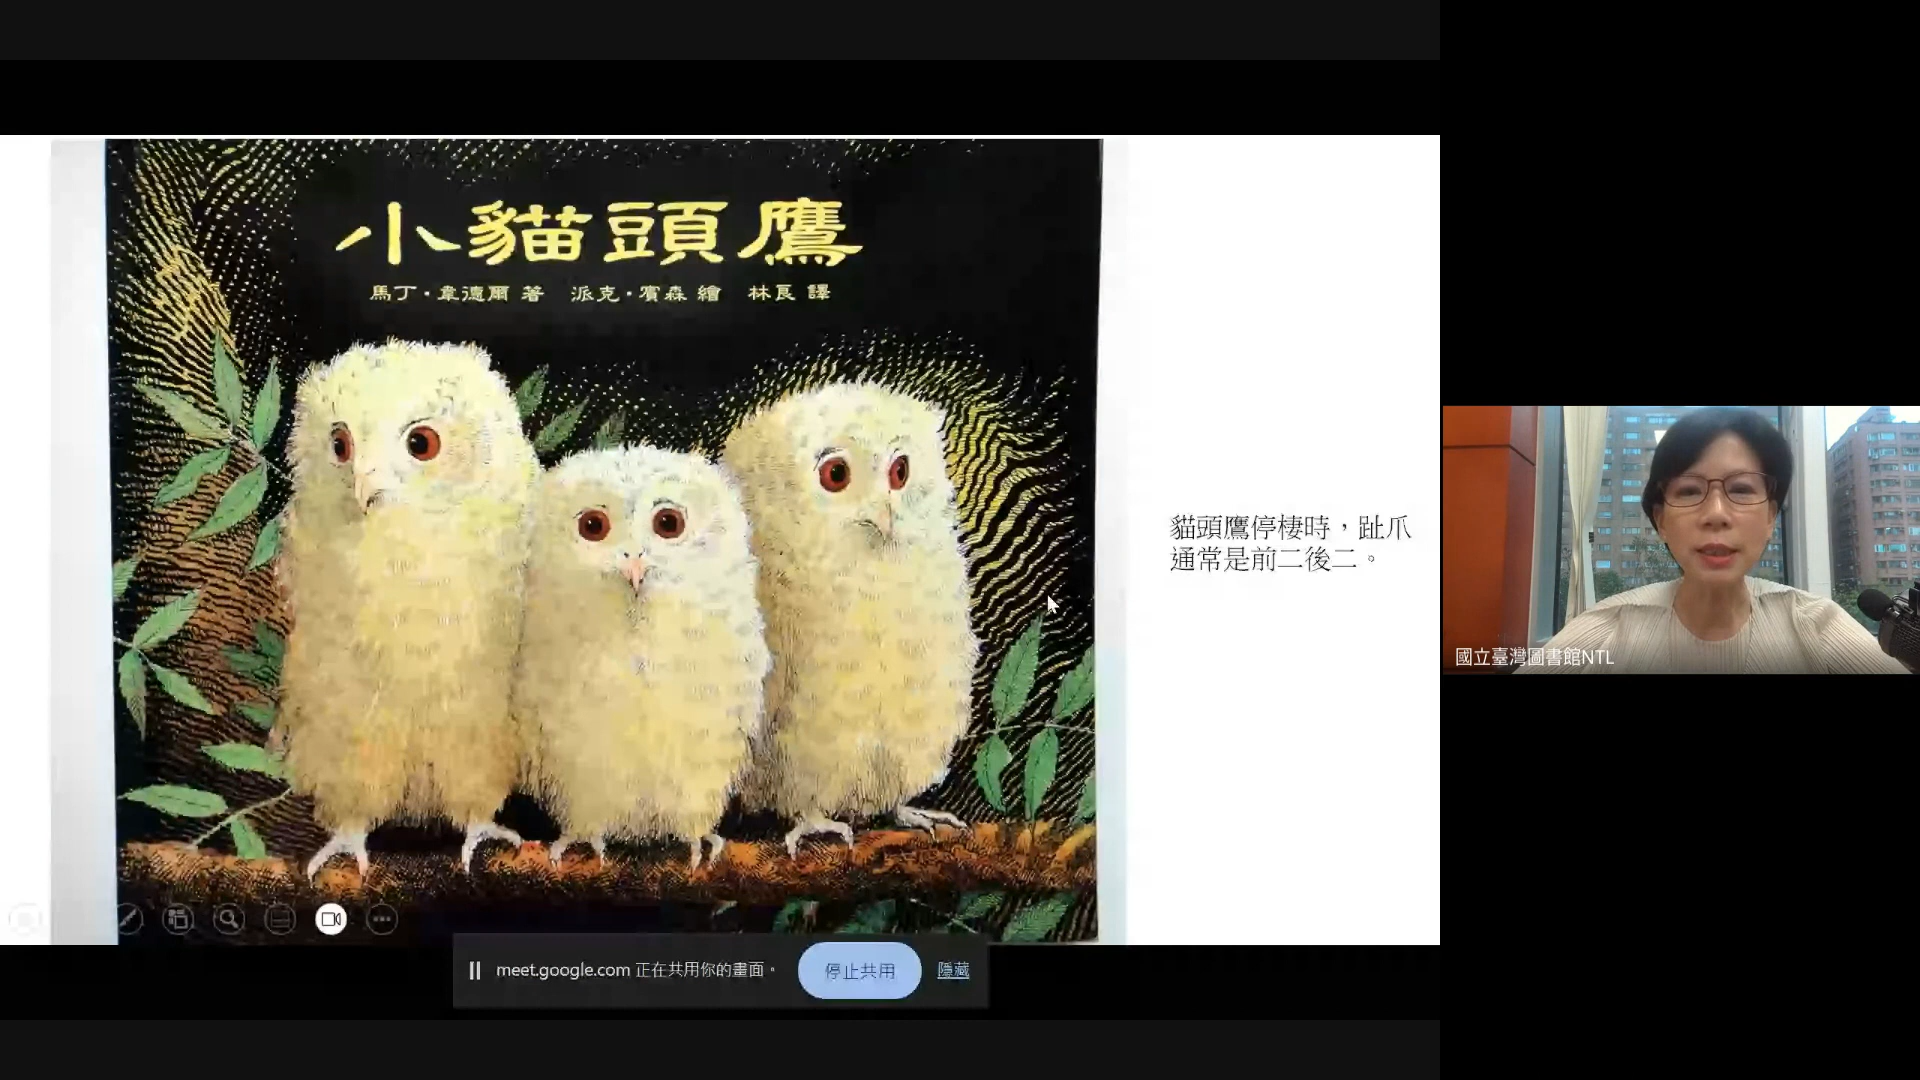 小貓頭鷹
馬丁·韋德爾 著 派克·賓森 繪 林良 譯
貓頭鷹停棲時，趾爪
通常是前二後二。
國立臺灣圖書館NTL
meet.google.com 正在共用你的畫面。
停止共用
隱藏